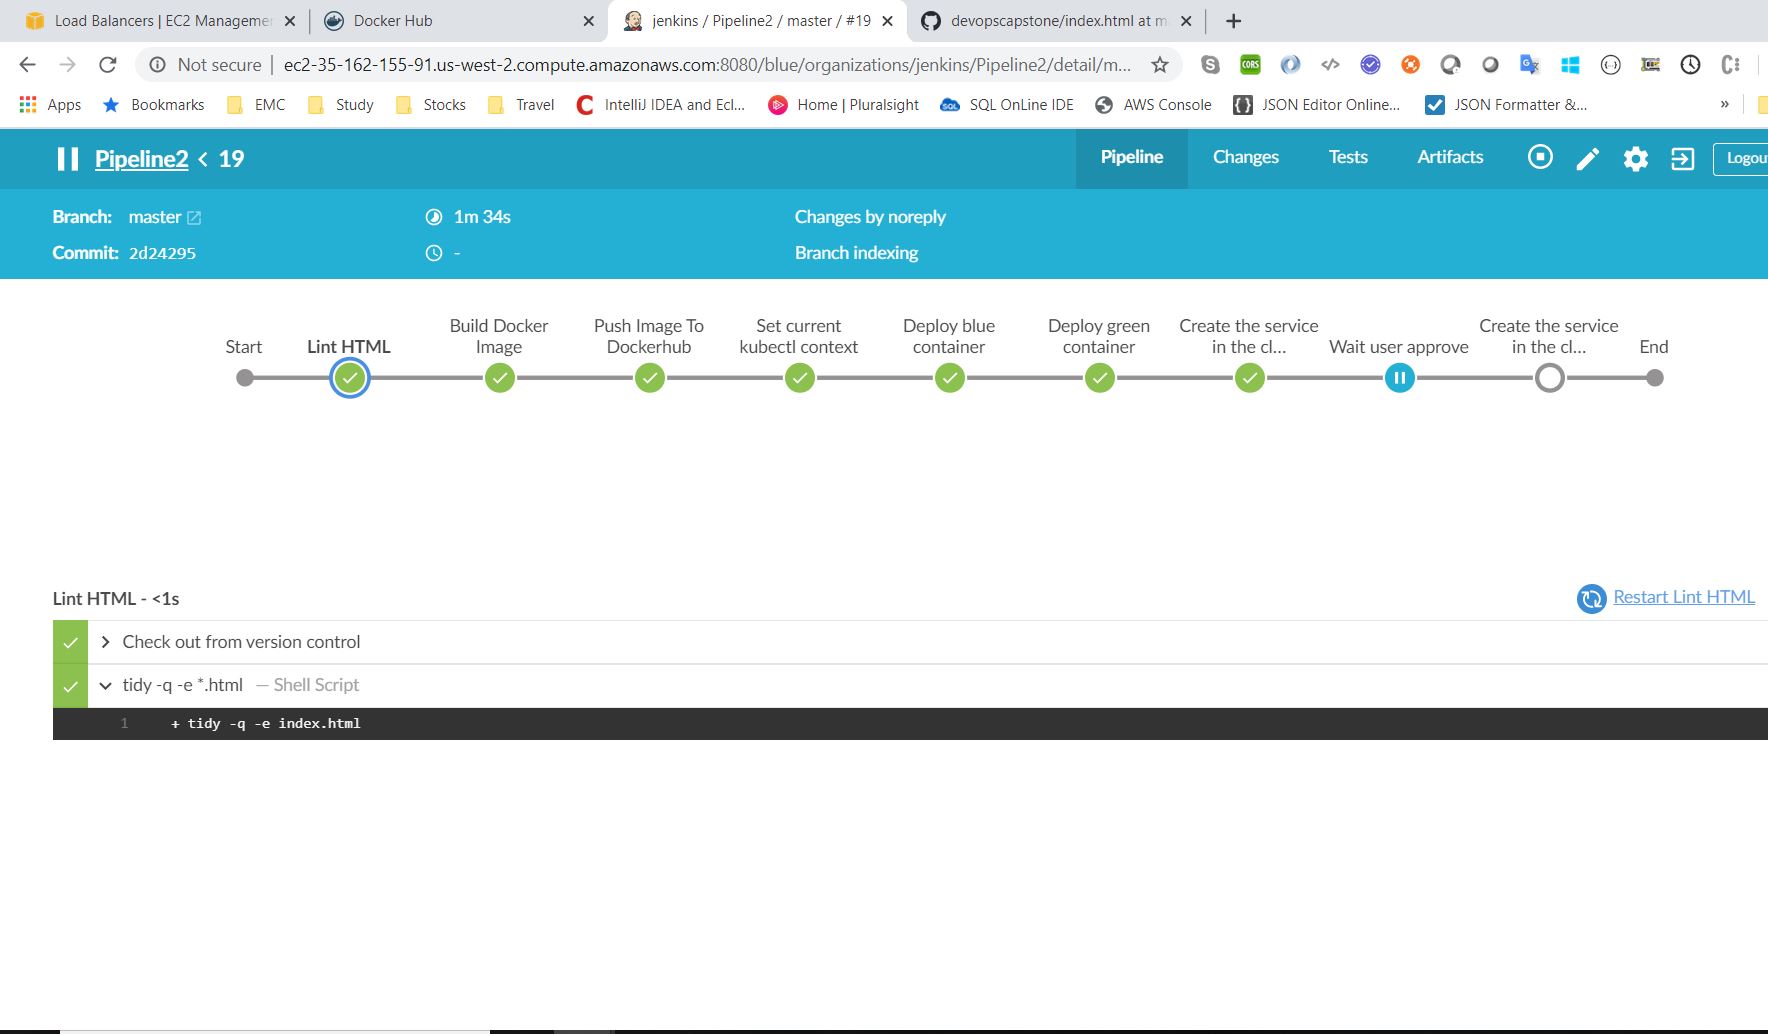 Load Balancers | EC2 Manageme
Docker Hub
jenkins / Pipeline2 / master / #19
devopscapstone/index.html at m
Not secure
ec2-35-162-155-91.us-west-2.compute.amazonaws.com:8080/blue/organizations/jenkins/Pipeline2/detail/m...
CORS
Apps
Bookmarks
EMC
Study
Stocks
Travel
IntelliJ IDEA and Ecl...
Home | Pluralsight
SQL
SQL OnLine IDE
AWS Console
JSON Editor Online...
JSON Formatter &...
»
Pipeline2 < 19
Pipeline
Changes
Tests
Artifacts
Logou
Branch: master
1m 34s
Changes by noreply
Commit: 2d24295
-
Branch indexing
Start
Lint HTML
Build Docker
Image
Push Image To
Dockerhub
Set current
kubectl context
Deploy blue
container
Deploy green
container
Create the service
in the cl...
Wait user approve
Create the service
in the cl...
End
Lint HTML - <1s
Restart Lint HTML
Check out from version control
tidy -q -e *.html — Shell Script
1 + tidy -q -e index.html